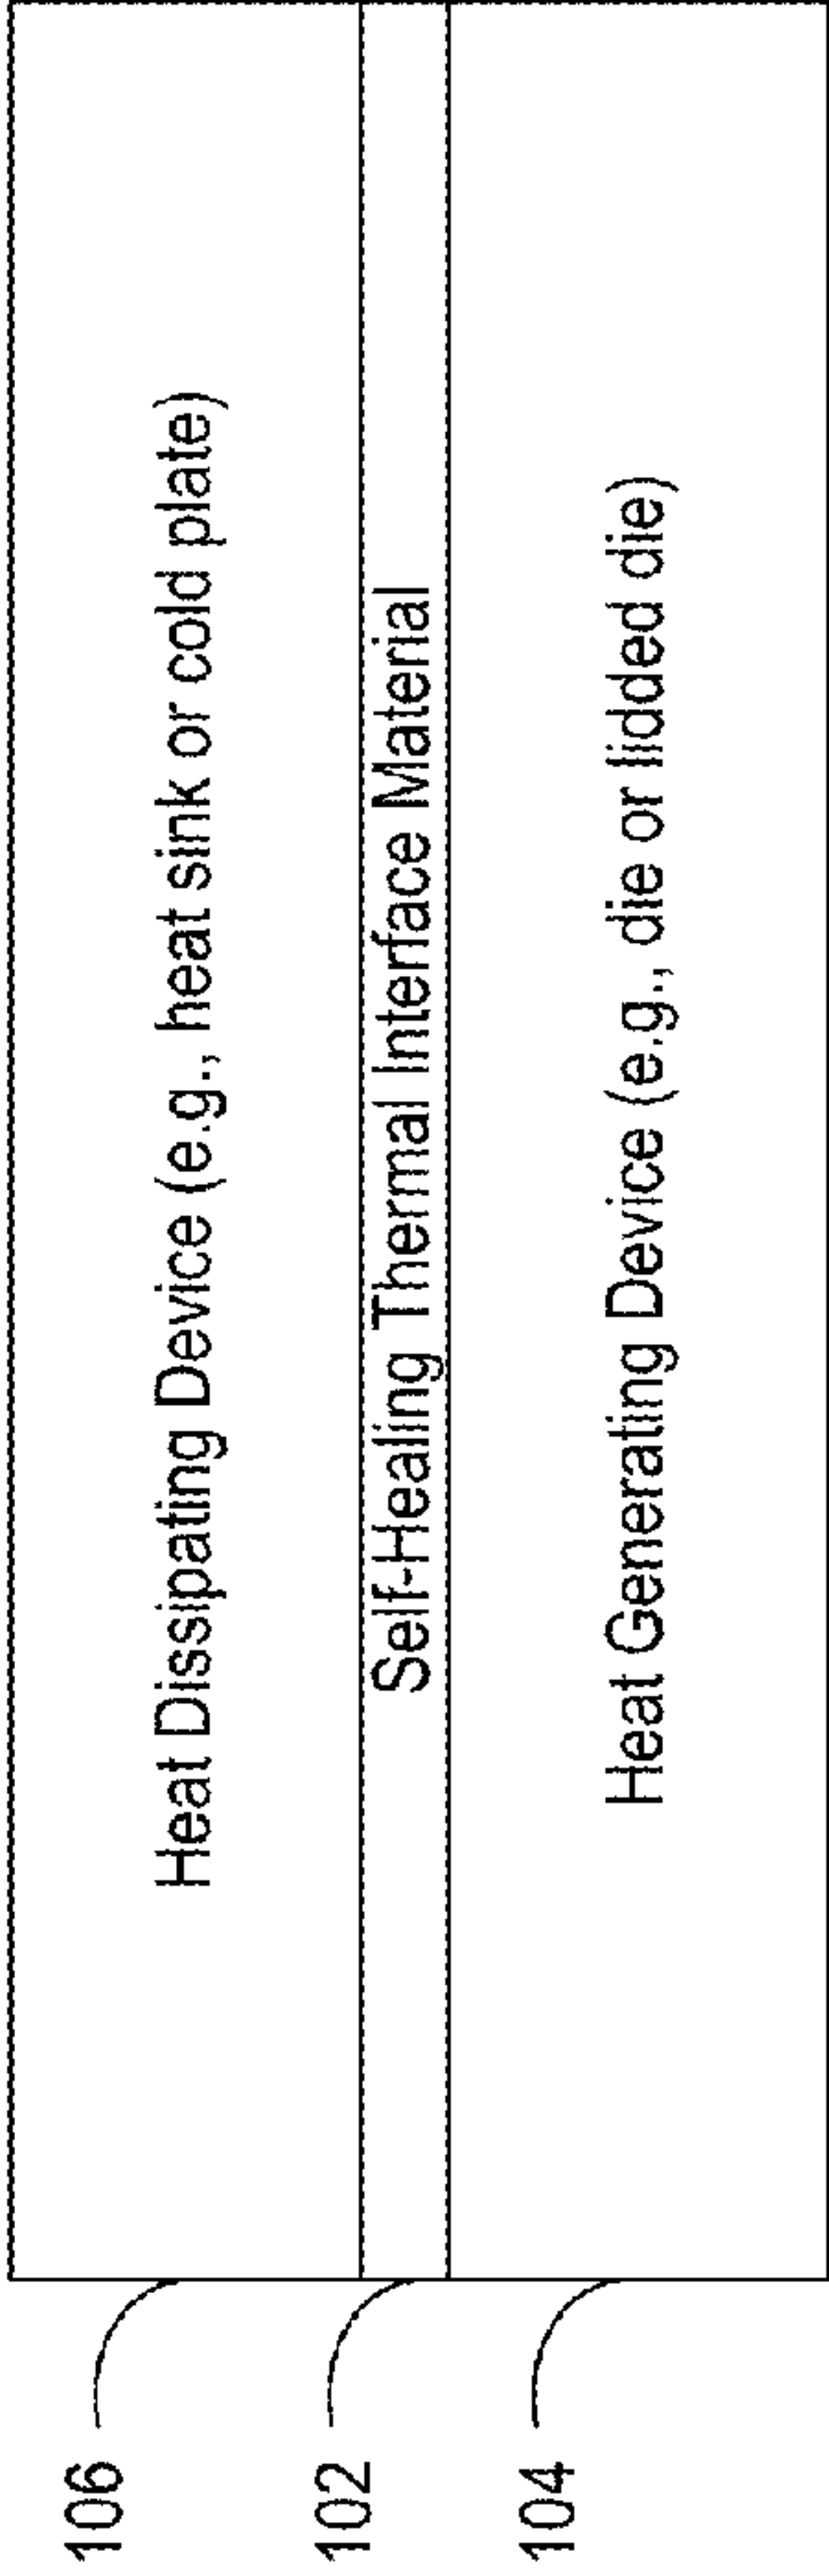 106
Heat Dissipating Device (e.g., heat sink or cold plate)
102
Self-Healing Thermal Interface Material
104
Heat Generating Device (e.g., die or lidded die)